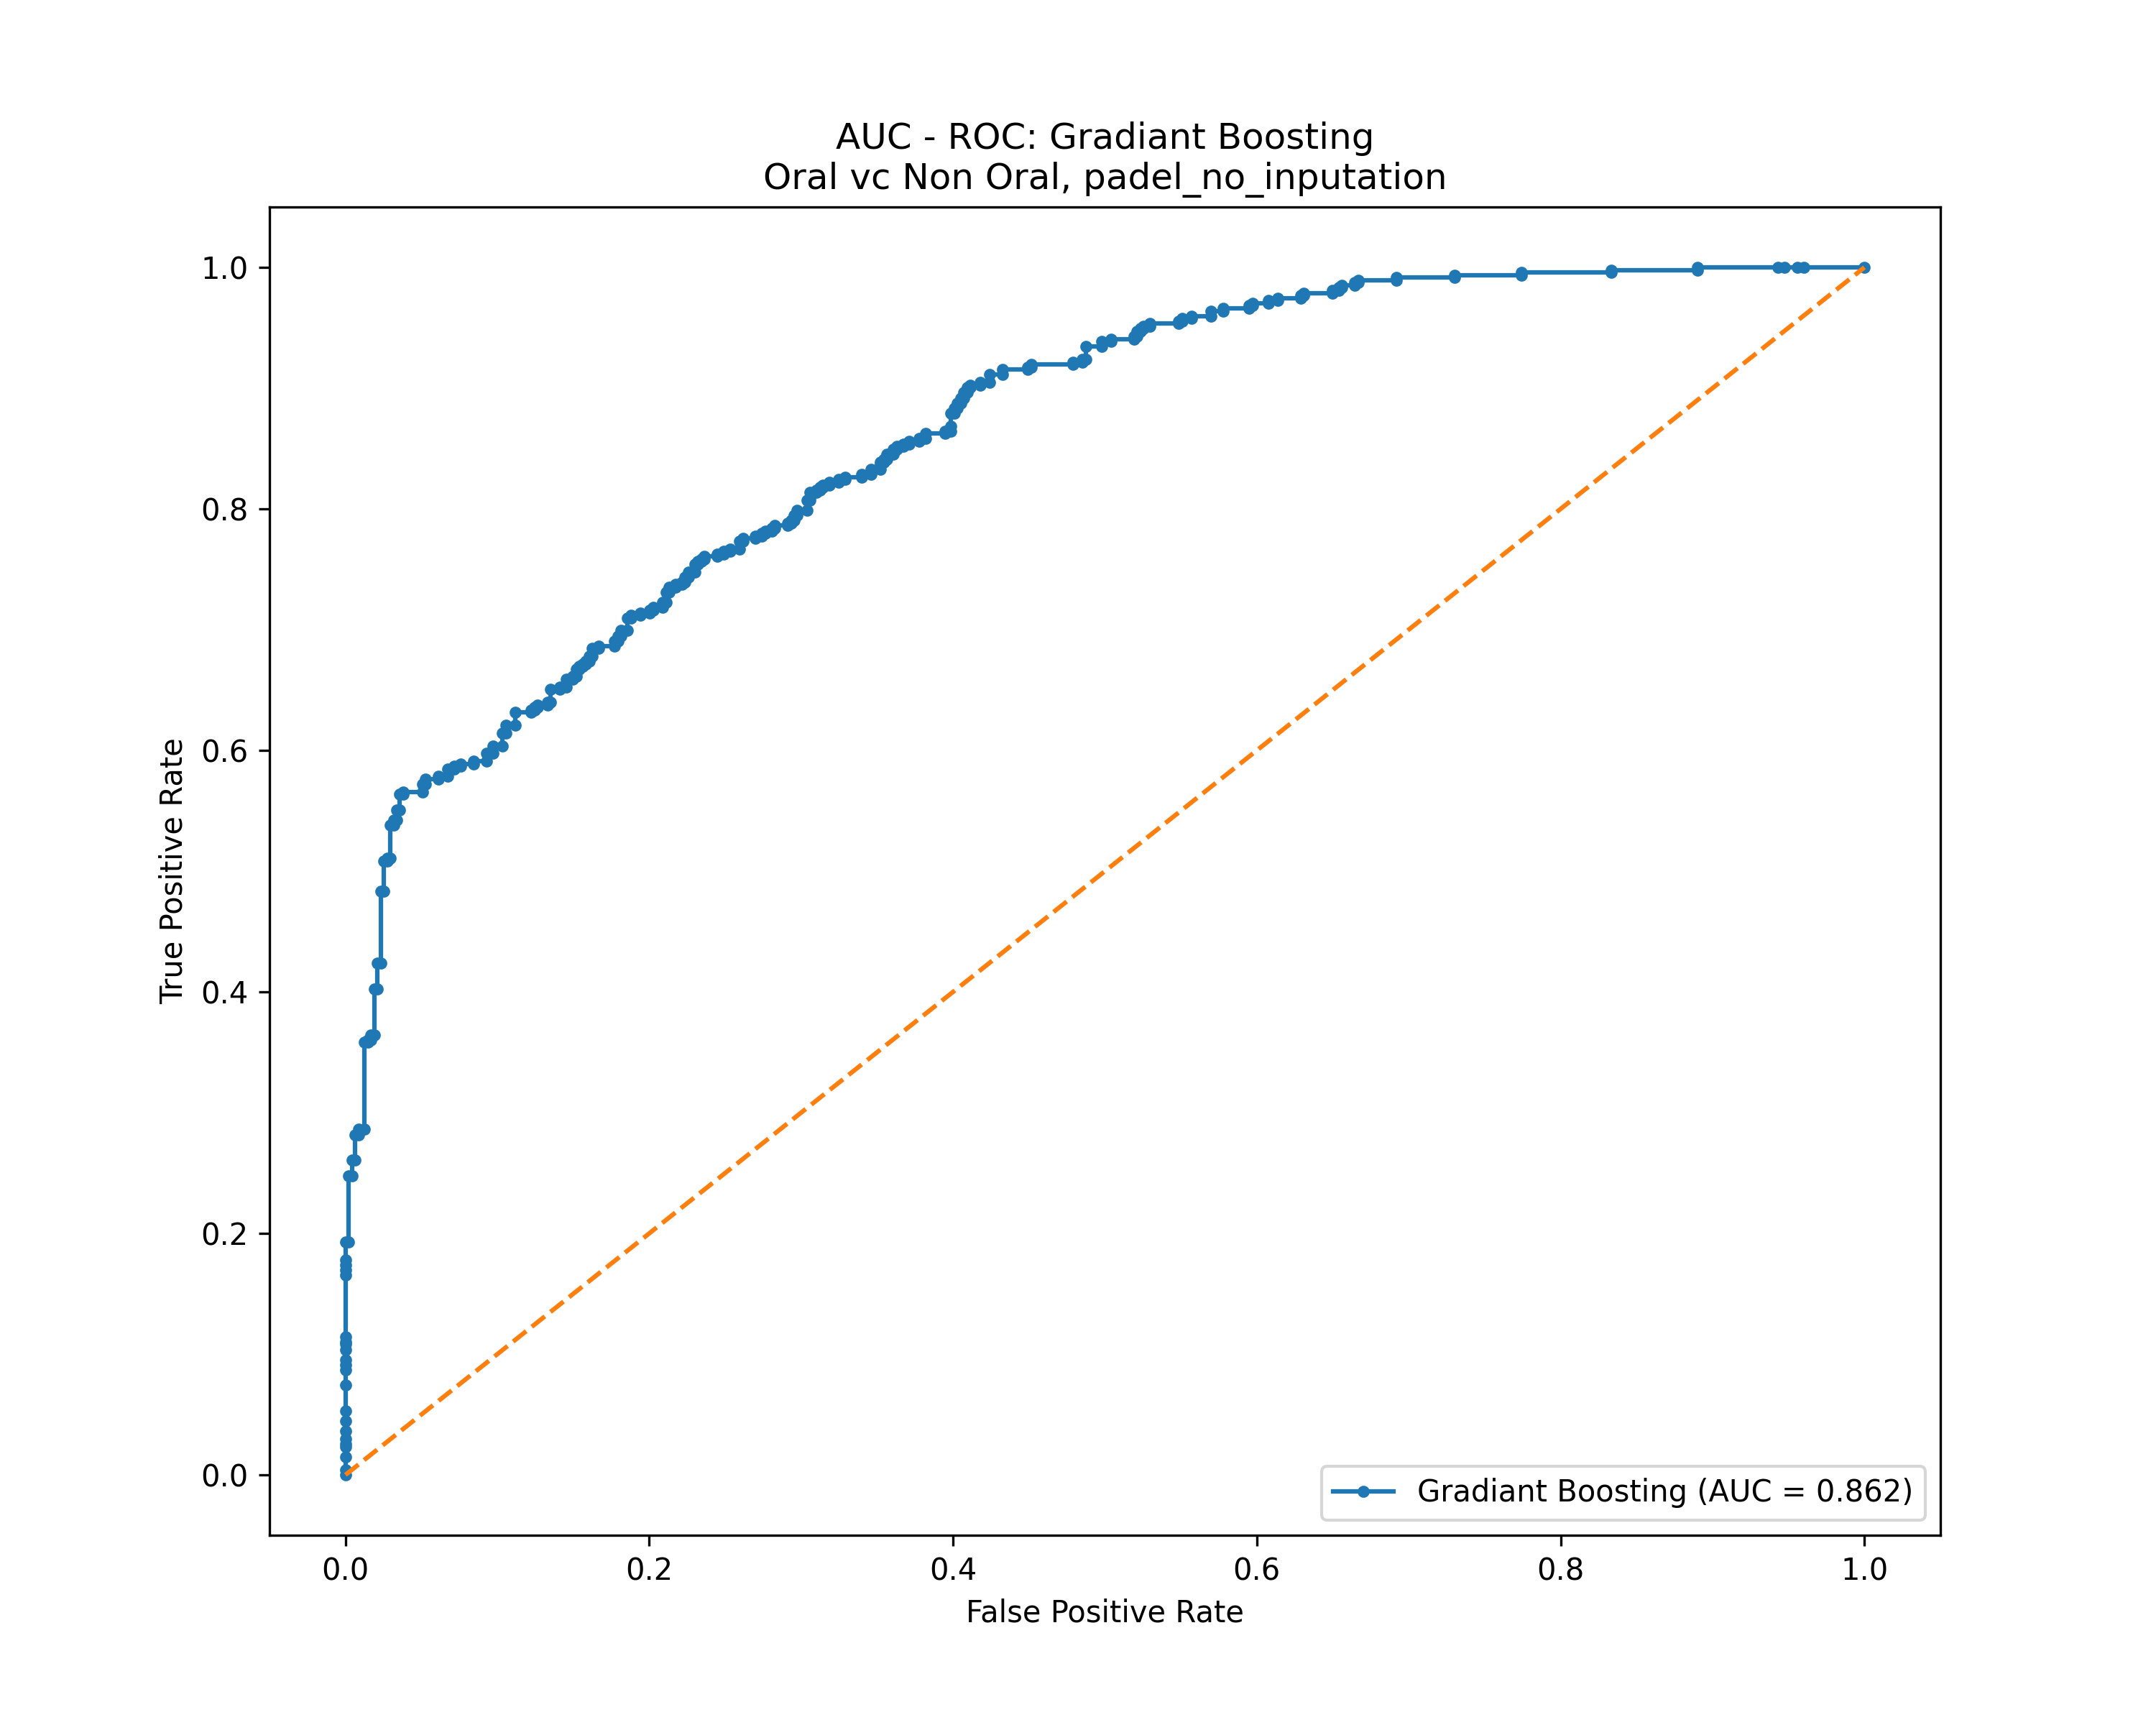 AUC - ROC: Gradiant Boosting
Oral vc Non Oral, padel_no_inputation
1.0
0.8
0.6
0.4
0.2
0.0
True Positive Rate
Gradiant Boosting (AUC = 0.862)
0.0 0.2 0.4 0.6 0.8 1.0
False Positive Rate